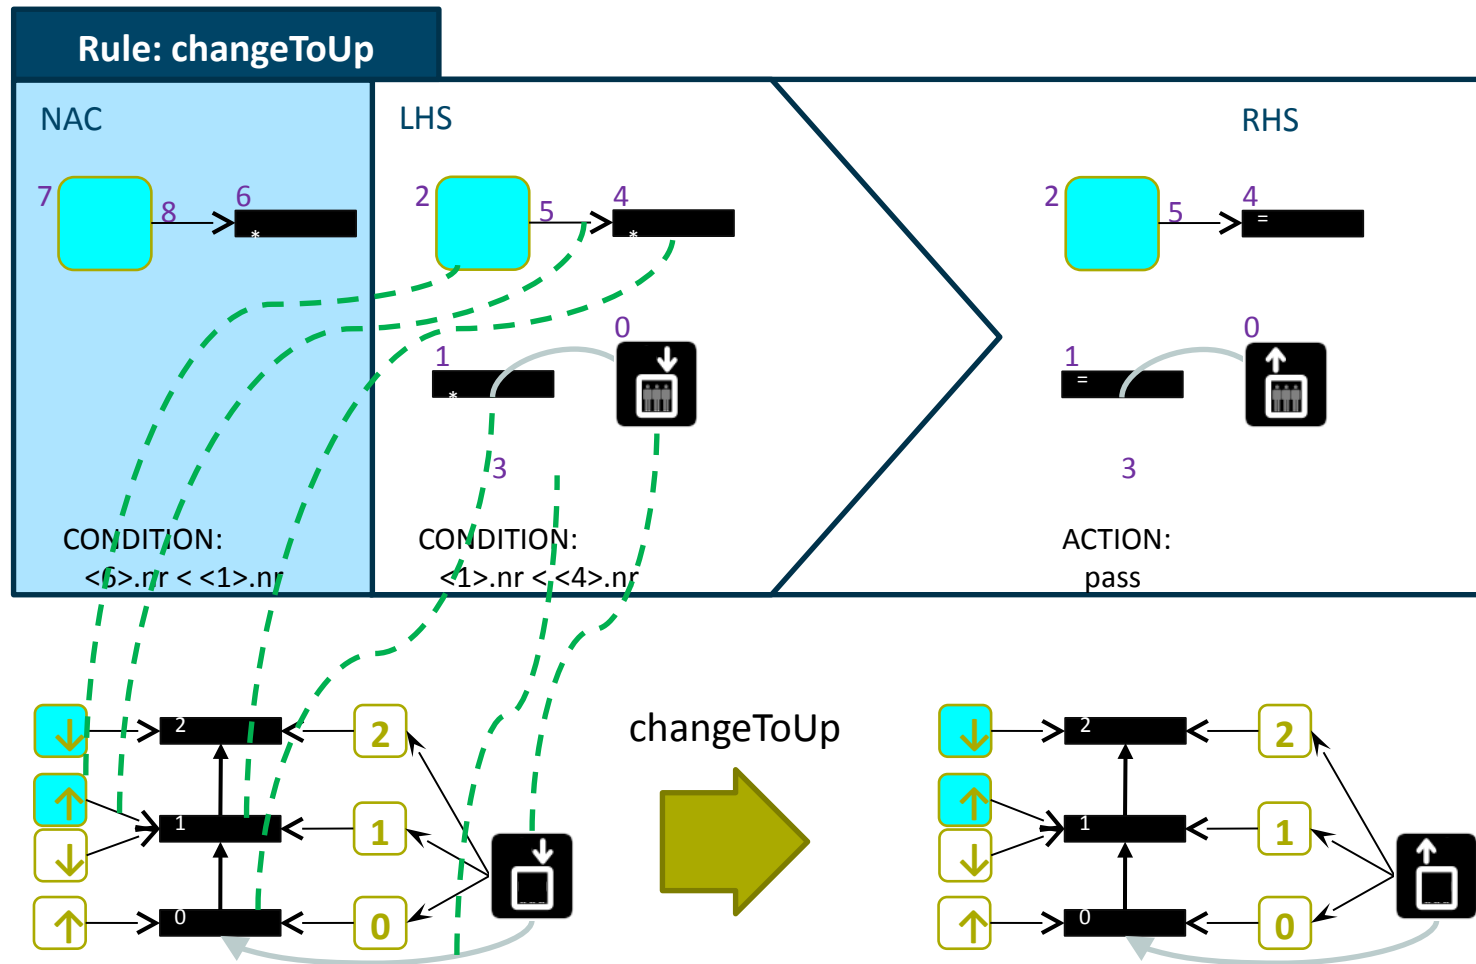 Rule: changeToUp
NAC
LHS
RHS
7
8
6
*
2
5
4
*
2
5
4
=
1
*
0
3
1
=
0
3
CONDITION:
<6>.nr < <1>.nr
CONDITION:
<1>.nr < <4>.nr
ACTION:
pass
changeToUp
2
2
1
1
0
0
2
2
1
1
0
0